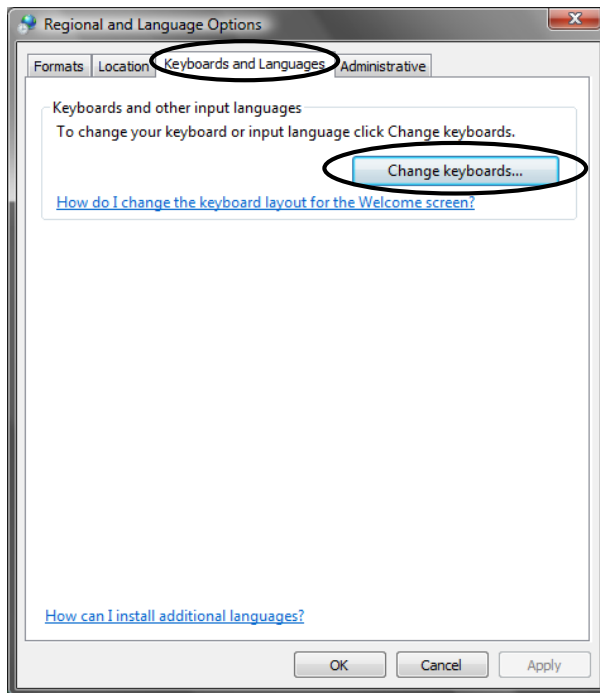 Regional and Language Options
Formats Location Keyboards and Languages Administrative
Keyboards and other input languages
To change your keyboard or input language click Change keyboards.
Change keyboards...
How do I change the keyboard layout for the Welcome screen?
How can I install additional languages?
OK Cancel Apply